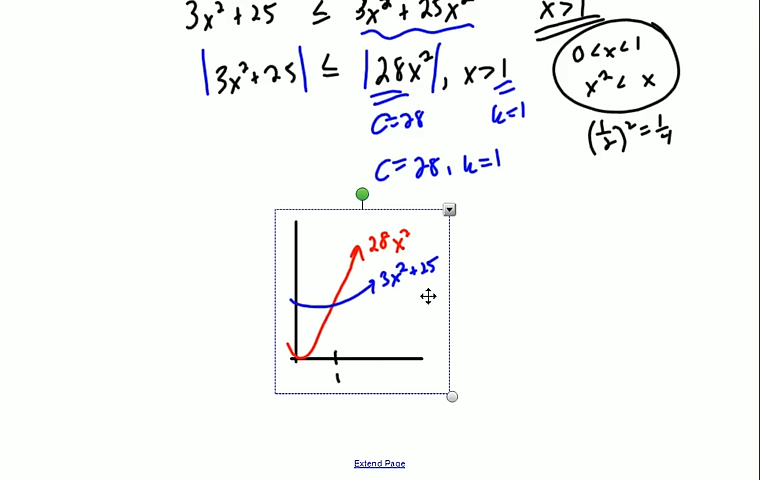 3x²+25 ≤ 3x²+25x² x>1
|3x²+25| ≤ |28x²|, x>1
C=28 k=1
C=28, k=1
0<x<1
x²< x
(1/2)²=1/4
28x²
3x²+25
1
Extend Page